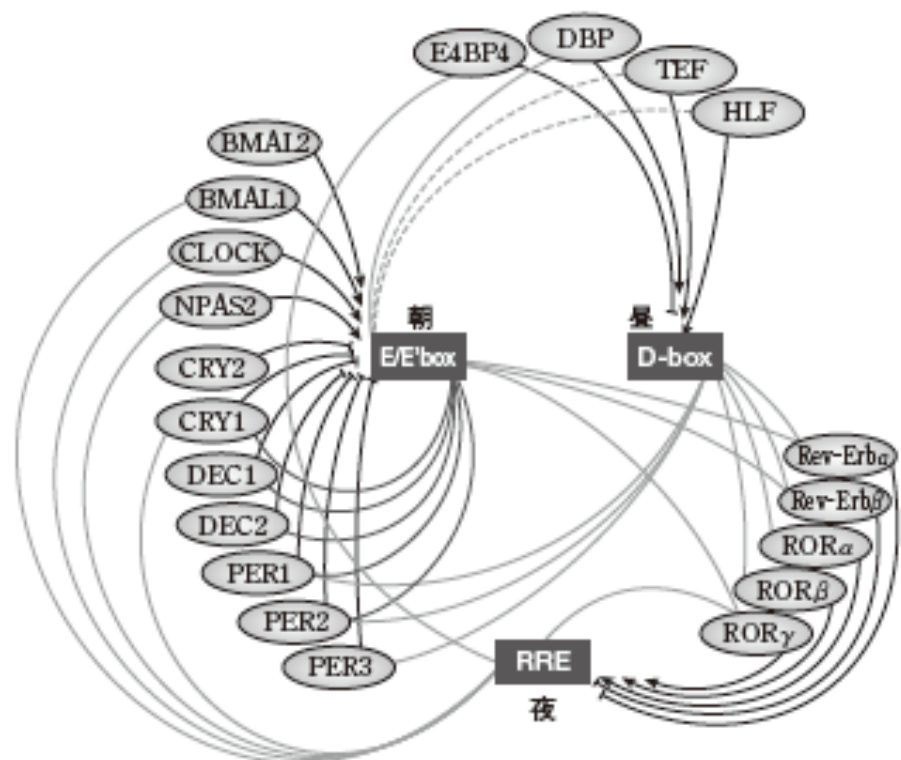 E4BP4
DBP
TEF
HLF
BMAL2
BMAL1
CLOCK
NPAS2
CRY2
CRY1
DEC1
DEC2
PER1
PER2
PER3
朝
E/E'box
昼
D-box
Rev-Erbα
Rev-Erbβ
RORα
RORβ
RORγ
RRE
夜